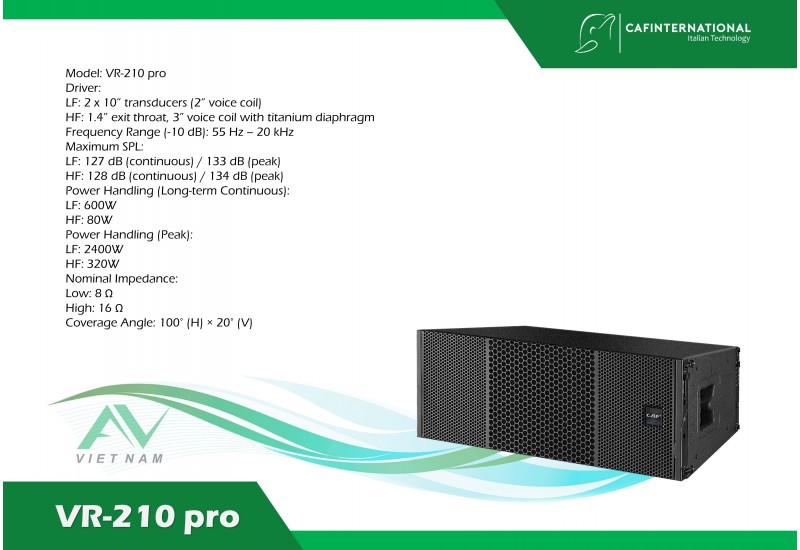 CAFINTERNATIONAL
Italian Technology
Model: VR-210 pro
Driver:
LF: 2 x 10” transducers (2” voice coil)
HF: 1.4” exit throat, 3” voice coil with titanium diaphragm
Frequency Range (-10 dB): 55 Hz – 20 kHz
Maximum SPL:
LF: 127 dB (continuous) / 133 dB (peak)
HF: 128 dB (continuous) / 134 dB (peak)
Power Handling (Long-term Continuous):
LF: 600W
HF: 80W
Power Handling (Peak):
LF: 2400W
HF: 320W
Nominal Impedance:
Low: 8 Ω
High: 16 Ω
Coverage Angle: 100° (H) × 20° (V)
CAF
AV
VIET NAM
VR-210 pro